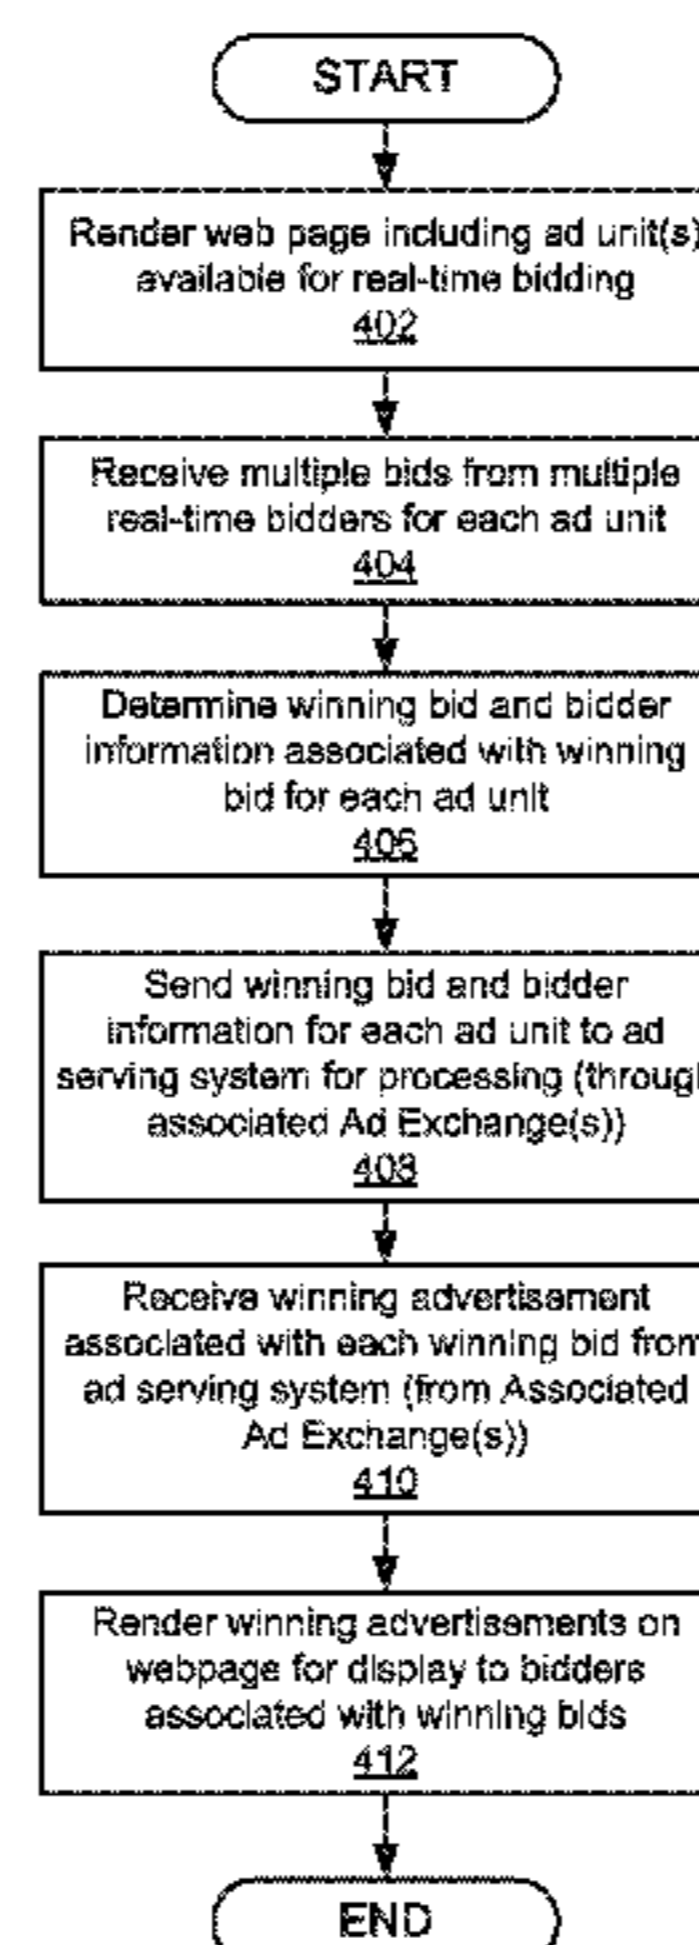 START
Render web page including ad unit(s)
available for real-time bidding
402
Receive multiple bids from multiple
real-time bidders for each ad unit
404
Determine winning bid and bidder
information associated with winning
bid for each ad unit
406
Send winning bid and bidder
information for each ad unit to ad
serving system for processing (through
associated Ad Exchange(s))
408
Receive winning advertisement
associated with each winning bid from
ad serving system (from Associated
Ad Exchange(s))
410
Render winning advertisements on
webpage for display to bidders
associated with winning bids
412
END